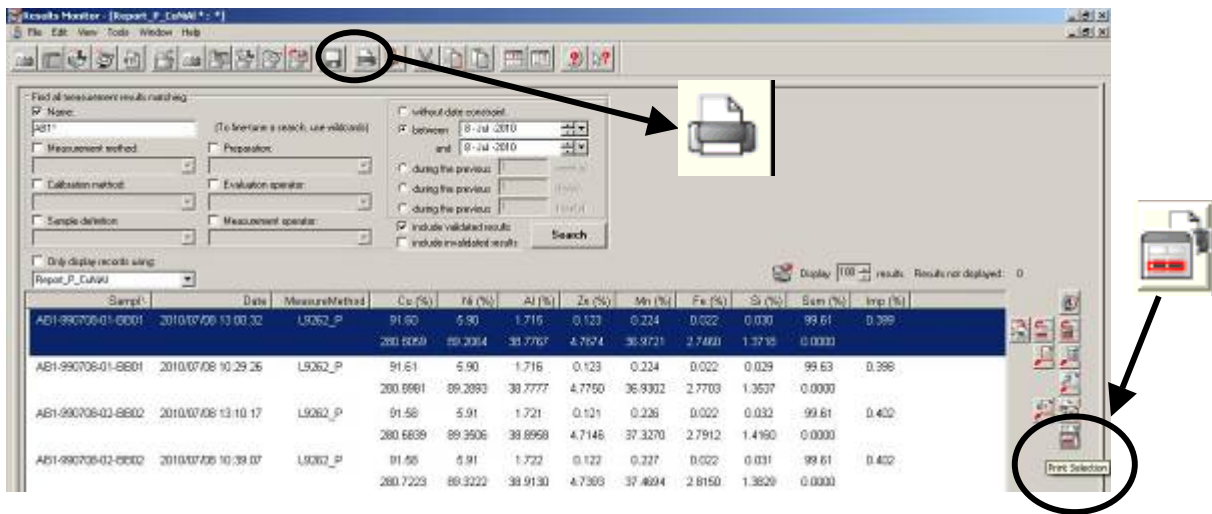 Results Monitor - [Report_P_CuNiAl *: *]
File Edit View Tools Window Help
Find all measurement results matching
Name:
AB1*
(To fine-tune a search, use wildcards)
Measurement method:
Preparation:
Calibration method:
Evaluation operator:
Sample definition:
Measurement operator:
without date constraint
between 8-Jul-2010
and 8-Jul-2010
during the previous 1
during the previous 1
during the previous 1
include validated results
include invalidated results
Search
Only display records using:
Report_P_CuNiAl
Display 100 results Results not displayed: 0
Sampl Date MeasureMethod Cu (%) Ni (%) Al (%) Zn (%) Mn (%) Fe (%) Si (%) Sum (%) Imp (%)
AB1-990708-01-BB01 2010/07/08 13:00:32 L9262_P 91.60 5.90 1.716 0.123 0.224 0.022 0.030 99.61 0.399
280.6059 89.2064 38.7767 4.7674 36.9721 2.7460 1.3718 0.0000
AB1-990708-01-BB01 2010/07/08 10:29:26 L9262_P 91.61 5.90 1.716 0.123 0.224 0.022 0.029 99.63 0.398
280.8981 89.2893 38.7777 4.7750 36.9302 2.7703 1.3537 0.0000
AB1-990708-02-BB02 2010/07/08 13:10:17 L9262_P 91.58 5.91 1.721 0.121 0.226 0.022 0.032 99.61 0.402
280.6839 89.3506 38.8958 4.7146 37.3270 2.7912 1.4160 0.0000
AB1-990708-02-BB02 2010/07/08 10:39:07 L9262_P 91.58 5.91 1.722 0.122 0.227 0.022 0.031 99.61 0.402
280.7223 89.3222 38.9130 4.7393 37.4694 2.8150 1.3829 0.0000
Print Selection